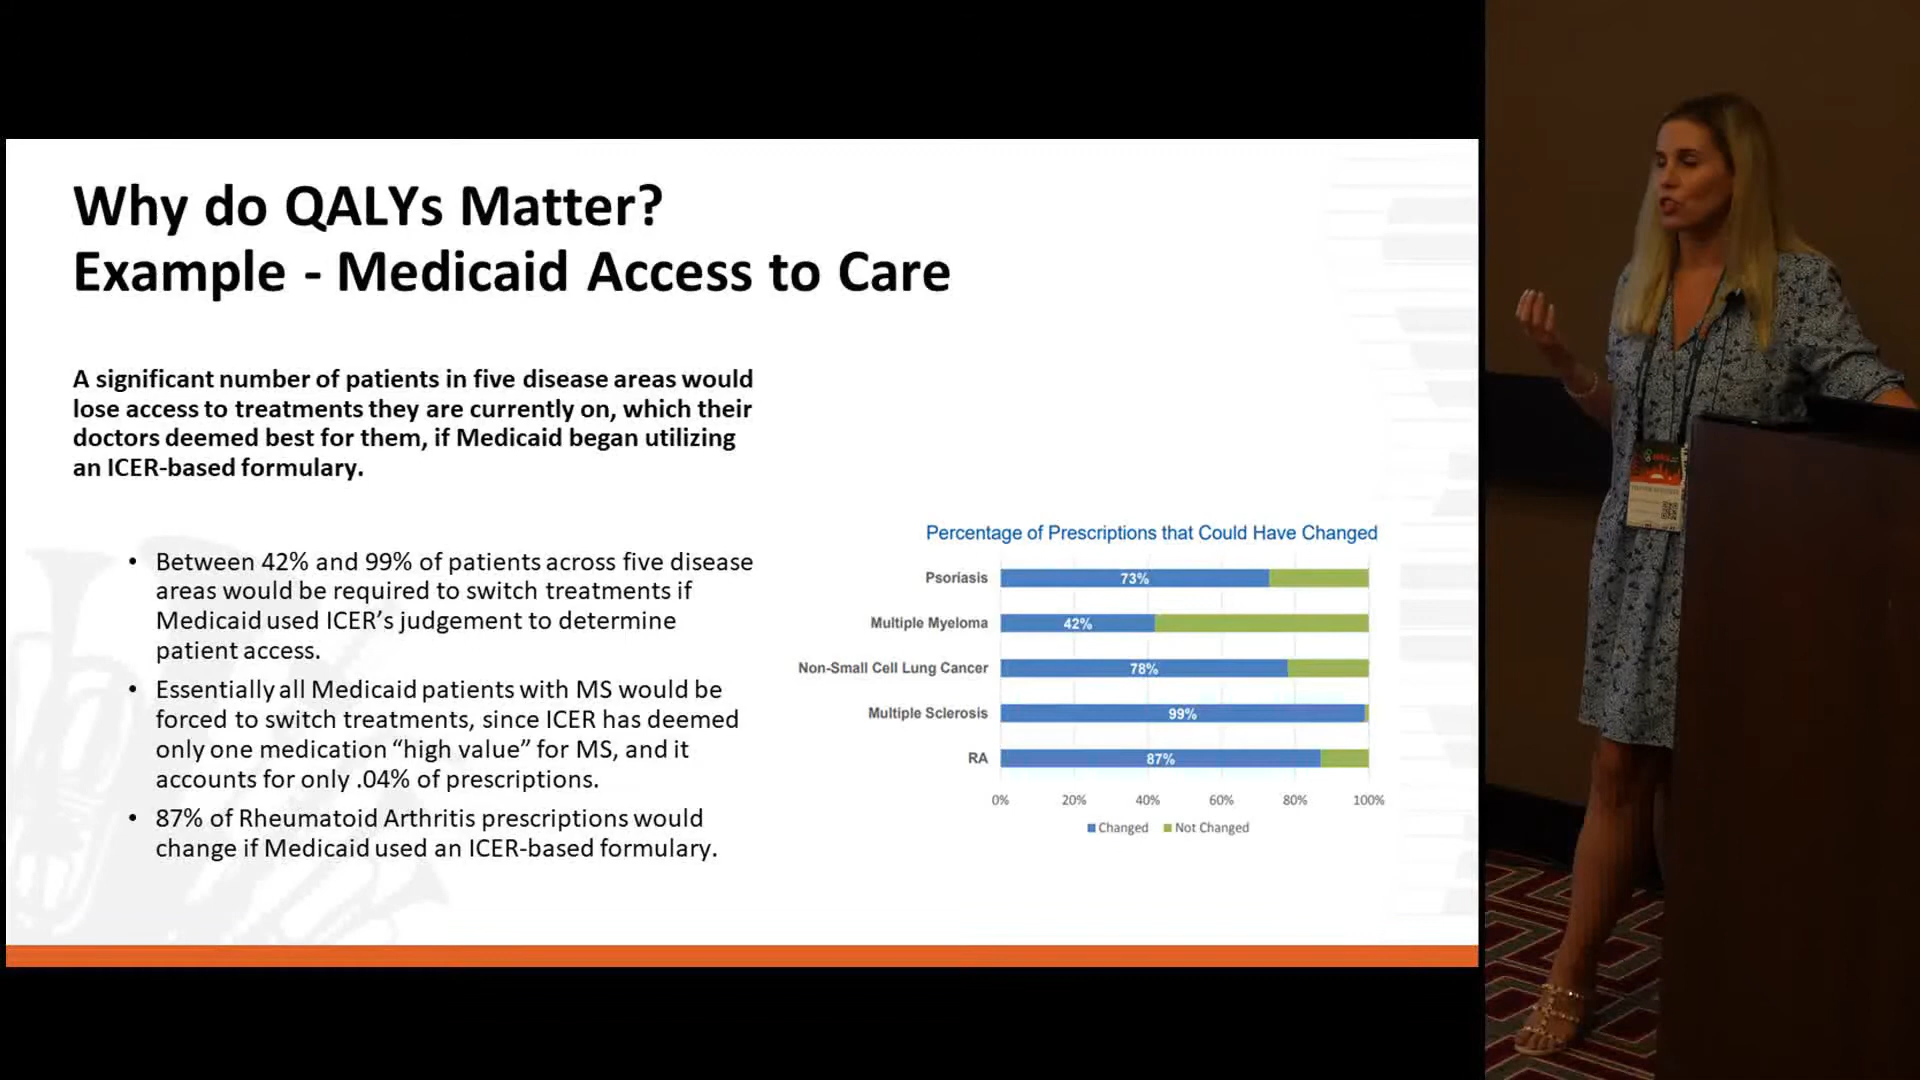 Why do QALYs Matter?
Example - Medicaid Access to Care
A significant number of patients in five disease areas would
lose access to treatments they are currently on, which their
doctors deemed best for them, if Medicaid began utilizing
an ICER-based formulary.
• Between 42% and 99% of patients across five disease
areas would be required to switch treatments if
Medicaid used ICER’s judgement to determine
patient access.
• Essentially all Medicaid patients with MS would be
forced to switch treatments, since ICER has deemed
only one medication “high value” for MS, and it
accounts for only .04% of prescriptions.
• 87% of Rheumatoid Arthritis prescriptions would
change if Medicaid used an ICER-based formulary.
Percentage of Prescriptions that Could Have Changed
Psoriasis 73%
Multiple Myeloma 42%
Non-Small Cell Lung Cancer 78%
Multiple Sclerosis 99%
RA 87%
0% 20% 40% 60% 80% 100%
Changed Not Changed